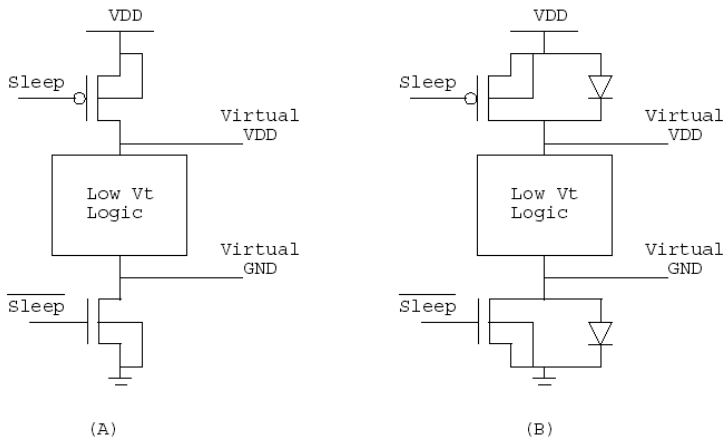 VDD
Sleep
Virtual
VDD
Low Vt
Logic
Virtual
GND
Sleep
(A)
VDD
Sleep
Virtual
VDD
Low Vt
Logic
Virtual
GND
Sleep
(B)